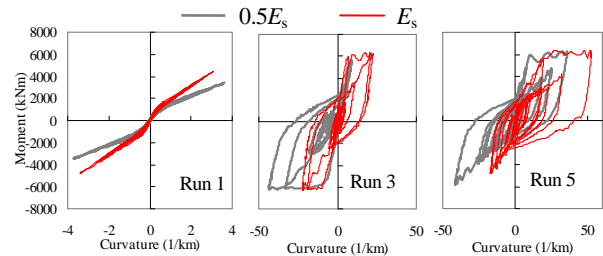 0.5Es Es
Moment (kNm)
8000
6000
4000
2000
0
-2000
-4000
-6000
-8000
Run 1 Run 3 Run 5
-4 -2 0 2 4 -50 0 50 -50 0 50
Curvature (1/km) Curvature (1/km) Curvature (1/km)